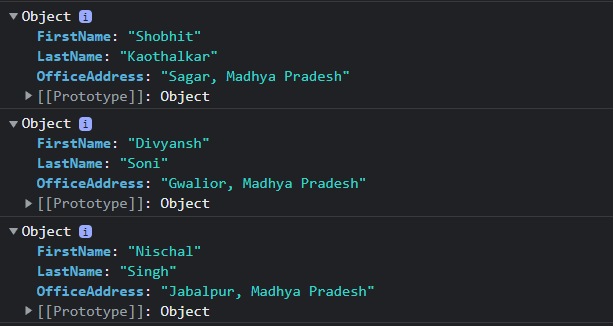 ▼Object i
FirstName: "Shobhit"
LastName: "Kaothalkar"
OfficeAddress: "Sagar, Madhya Pradesh"
▶[[Prototype]]: Object
▼Object i
FirstName: "Divyansh"
LastName: "Soni"
OfficeAddress: "Gwalior, Madhya Pradesh"
▶[[Prototype]]: Object
▼Object i
FirstName: "Nischal"
LastName: "Singh"
OfficeAddress: "Jabalpur, Madhya Pradesh"
▶[[Prototype]]: Object